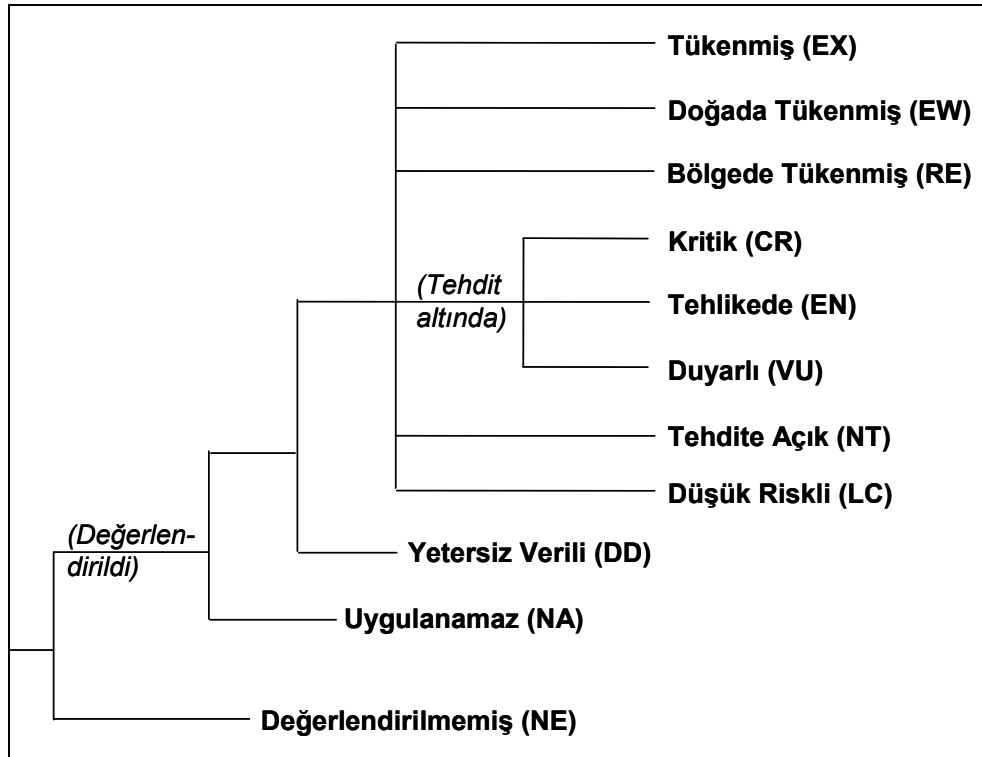 Tükenmiş (EX)
Doğada Tükenmiş (EW)
Bölgede Tükenmiş (RE)
Kritik (CR)
(Tehdit
altında)
Tehlikede (EN)
Duyarlı (VU)
Tehdite Açık (NT)
Düşük Riskli (LC)
(Değerlen-
dirildi)
Yetersiz Verili (DD)
Uygulanamaz (NA)
Değerlendirilmemiş (NE)